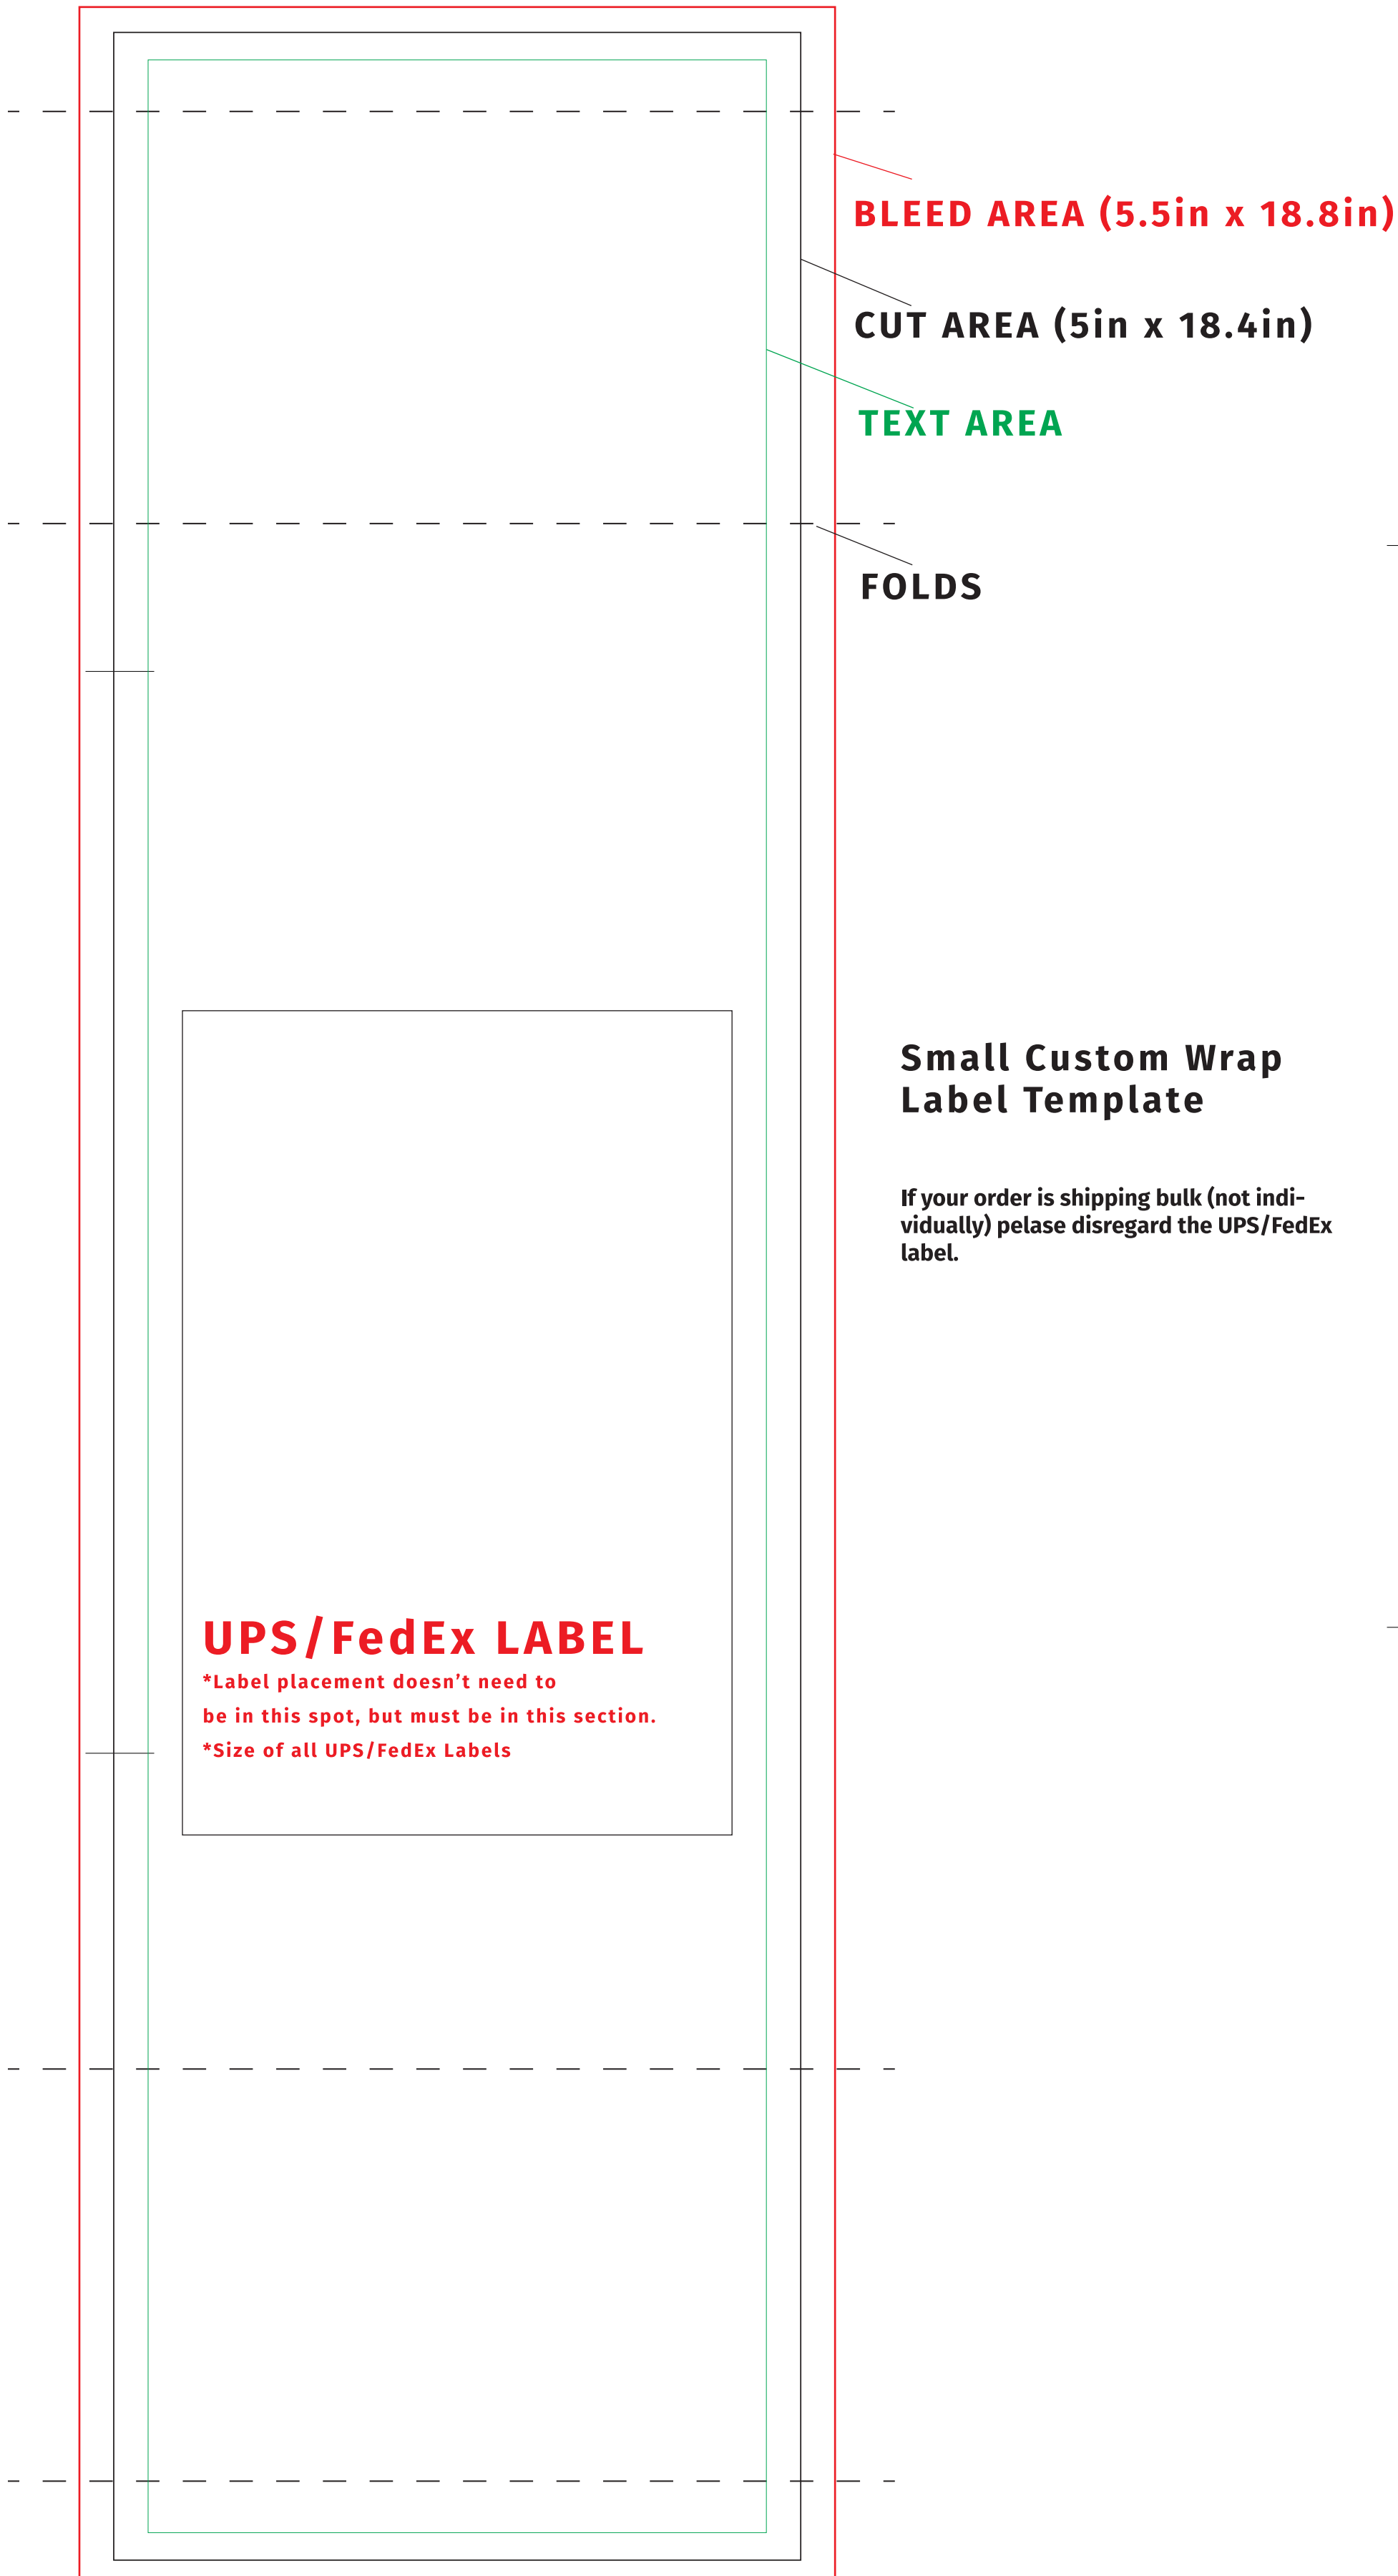 BLEED AREA (5.5in x 18.8in)
CUT AREA (5in x 18.4in)
TEXT AREA
FOLDS
Small Custom Wrap
Label Template
If your order is shipping bulk (not indi-
vidually) pelase disregard the UPS/FedEx
label.
UPS/FedEx LABEL
*Label placement doesn’t need to
be in this spot, but must be in this section.
*Size of all UPS/FedEx Labels